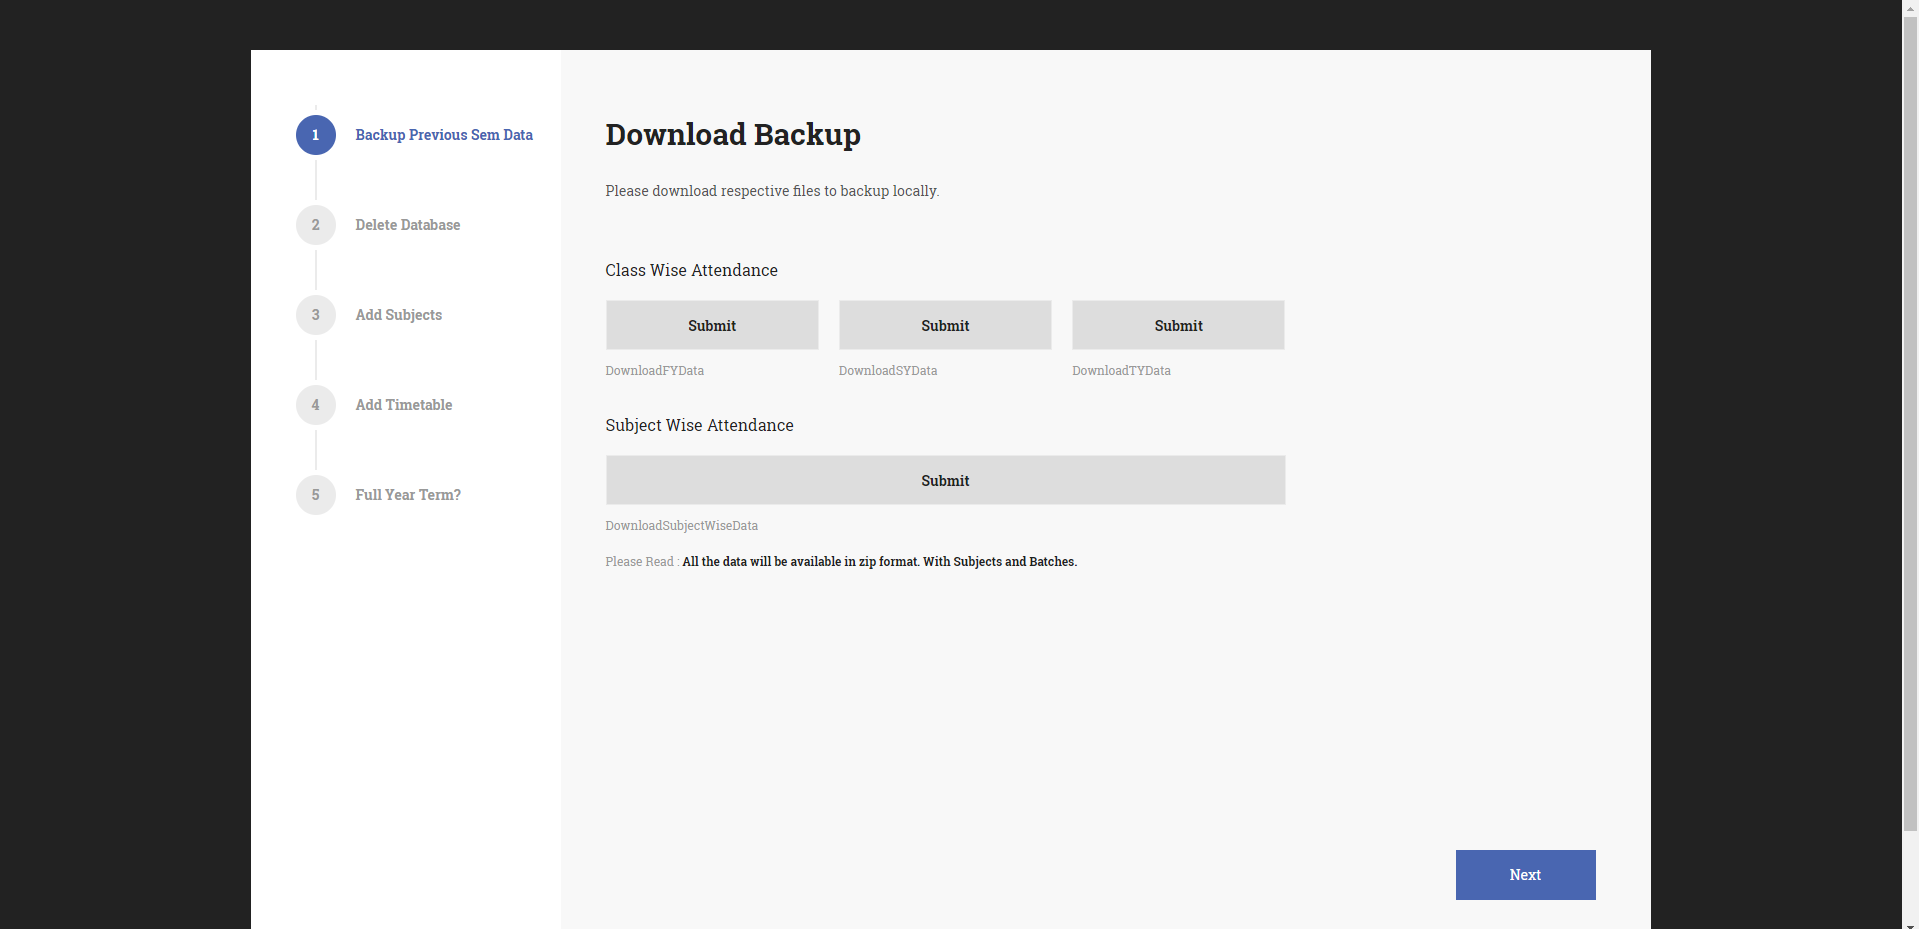 1 Backup Previous Sem Data
2 Delete Database
3 Add Subjects
4 Add Timetable
5 Full Year Term?
Download Backup
Please download respective files to backup locally.
Class Wise Attendance
Submit Submit Submit
DownloadFYData DownloadSYData DownloadTYData
Subject Wise Attendance
Submit
DownloadSubjectWiseData
Please Read : All the data will be available in zip format. With Subjects and Batches.
Next